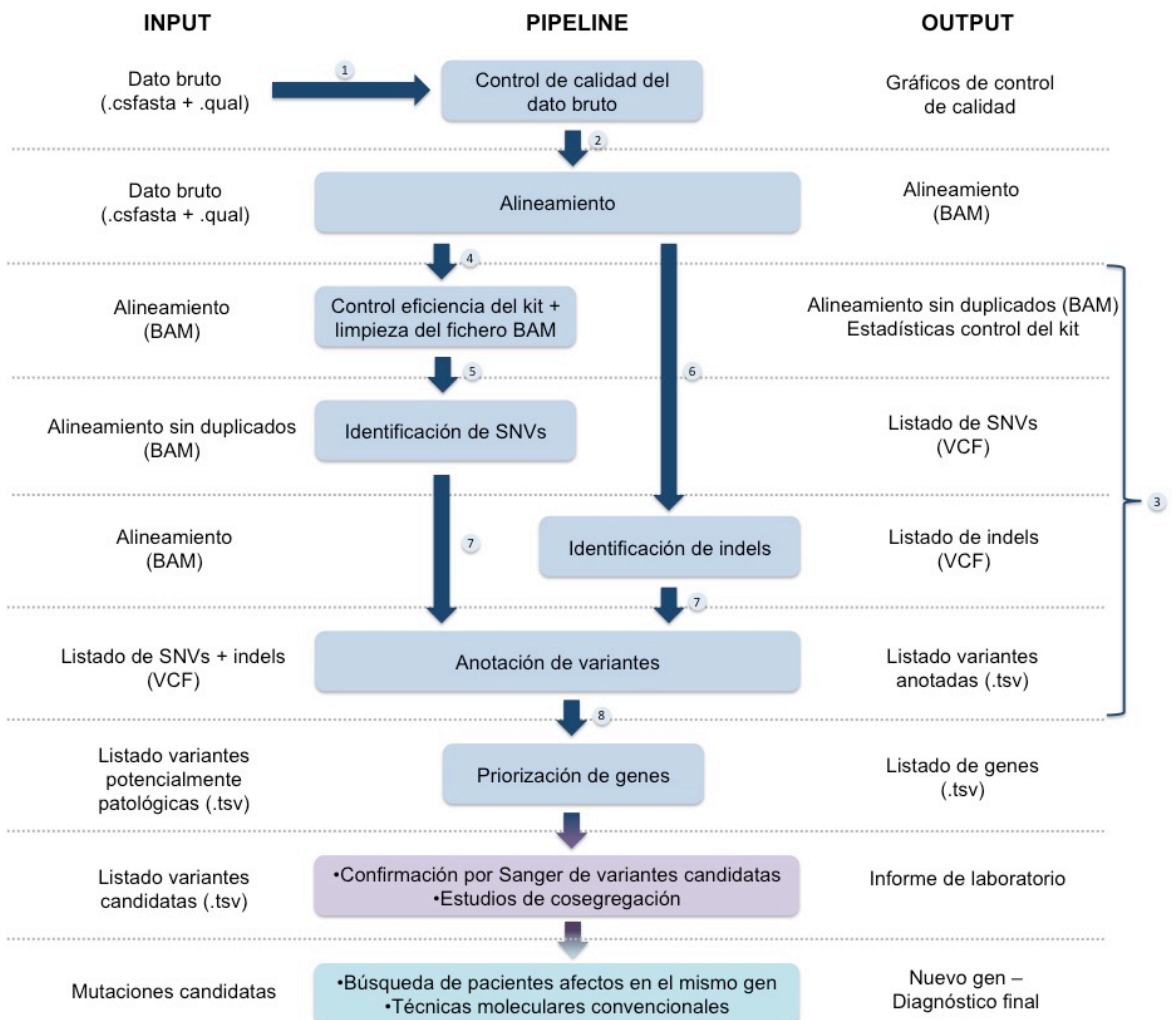 INPUT
PIPELINE
OUTPUT
Dato bruto
(.csfasta + .qual)
1
Control de calidad del
dato bruto
Gráficos de control
de calidad
2
Dato bruto
(.csfasta + .qual)
Alineamiento
Alineamiento
(BAM)
4
Alineamiento
(BAM)
Control eficiencia del kit +
limpieza del fichero BAM
Alineamiento sin duplicados (BAM)
Estadísticas control del kit
5
6
Alineamiento sin duplicados
(BAM)
Identificación de SNVs
Listado de SNVs
(VCF)
3
Alineamiento
(BAM)
7
Identificación de indels
Listado de indels
(VCF)
7
Listado de SNVs + indels
(VCF)
Anotación de variantes
Listado variantes
anotadas (.tsv)
8
Listado variantes
potencialmente
patológicas (.tsv)
Priorización de genes
Listado de genes
(.tsv)
Listado variantes
candidatas (.tsv)
•Confirmación por Sanger de variantes candidatas
•Estudios de cosegregación
Informe de laboratorio
Mutaciones candidatas
•Búsqueda de pacientes afectos en el mismo gen
•Técnicas moleculares convencionales
Nuevo gen –
Diagnóstico final